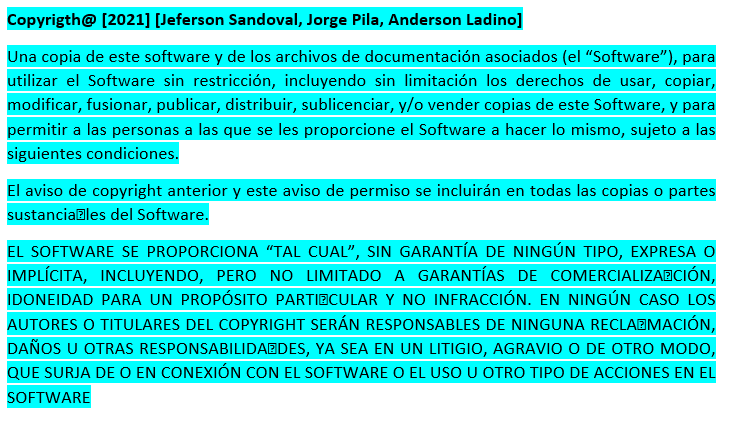 Copyrigth@ [2021] [Jeferson Sandoval, Jorge Pila, Anderson Ladino]
Una copia de este software y de los archivos de documentación asociados (el “Software”), para
utilizar el Software sin restricción, incluyendo sin limitación los derechos de usar, copiar,
modificar, fusionar, publicar, distribuir, sublicenciar, y/o vender copias de este Software, y para
permitir a las personas a las que se les proporcione el Software a hacer lo mismo, sujeto a las
siguientes condiciones.
El aviso de copyright anterior y este aviso de permiso se incluirán en todas las copias o partes
sustancia�les del Software.
EL SOFTWARE SE PROPORCIONA “TAL CUAL”, SIN GARANTÍA DE NINGÚN TIPO, EXPRESA O
IMPLÍCITA, INCLUYENDO, PERO NO LIMITADO A GARANTÍAS DE COMERCIALIZA�CIÓN,
IDONEIDAD PARA UN PROPÓSITO PARTI�CULAR Y NO INFRACCIÓN. EN NINGÚN CASO LOS
AUTORES O TITULARES DEL COPYRIGHT SERÁN RESPONSABLES DE NINGUNA RECLA�MACIÓN,
DAÑOS U OTRAS RESPONSABILIDA�DES, YA SEA EN UN LITIGIO, AGRAVIO O DE OTRO MODO,
QUE SURJA DE O EN CONEXIÓN CON EL SOFTWARE O EL USO U OTRO TIPO DE ACCIONES EN EL
SOFTWARE